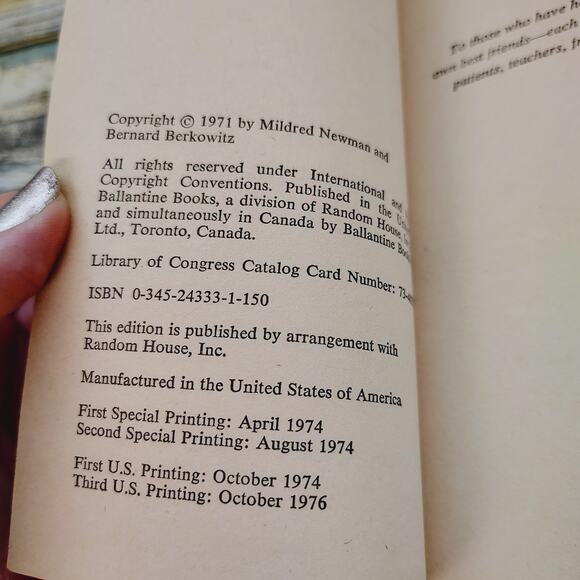 Copyright © 1971 by Mildred Newman and
Bernard Berkowitz
All rights reserved under International and
Copyright Conventions. Published in the
Ballantine Books, a division of Random House
and simultaneously in Canada by Ballantine
Ltd., Toronto, Canada.
Library of Congress Catalog Card Number:
ISBN 0-345-24333-1-150
This edition is published by arrangement with
Random House, Inc.
Manufactured in the United States of America
First Special Printing: April 1974
Second Special Printing: August 1974
First U.S. Printing: October 1974
Third U.S. Printing: October 1976
To those who have
own best friends—each
patients, teachers,